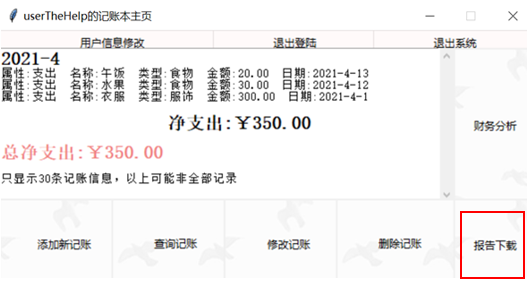 userTheHelp的记账本主页
用户信息修改 退出登陆 退出系统
2021-4
属性:支出 名称:午饭 类型:食物 金额:20.00 日期:2021-4-13
属性:支出 名称:水果 类型:食物 金额:30.00 日期:2021-4-12
属性:支出 名称:衣服 类型:服饰 金额:300.00 日期:2021-4-1
净支出:￥350.00
总净支出:￥350.00
只显示30条记账信息，以上可能非全部记录
财务分析
添加新记账 查询记账 修改记账 删除记账 报告下载